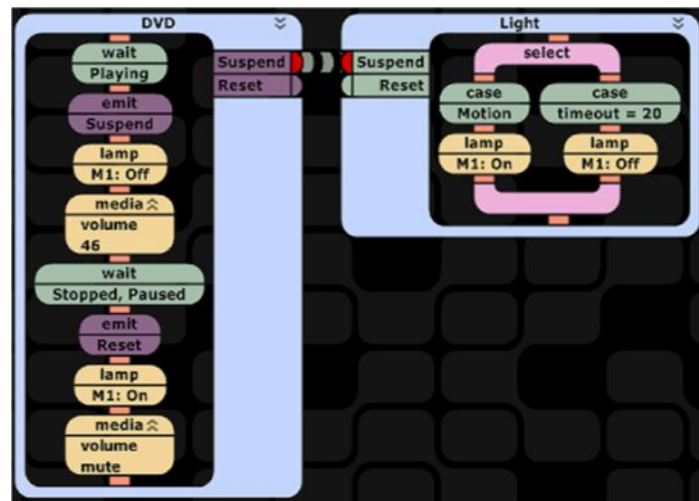 DVD
wait
Playing
emit
Suspend
lamp
M1: Off
media
volume
46
wait
Stopped, Paused
emit
Reset
lamp
M1: On
media
volume
mute
Suspend
Reset
Light
Suspend
Reset
select
case
Motion
lamp
M1: On
case
timeout = 20
lamp
M1: Off